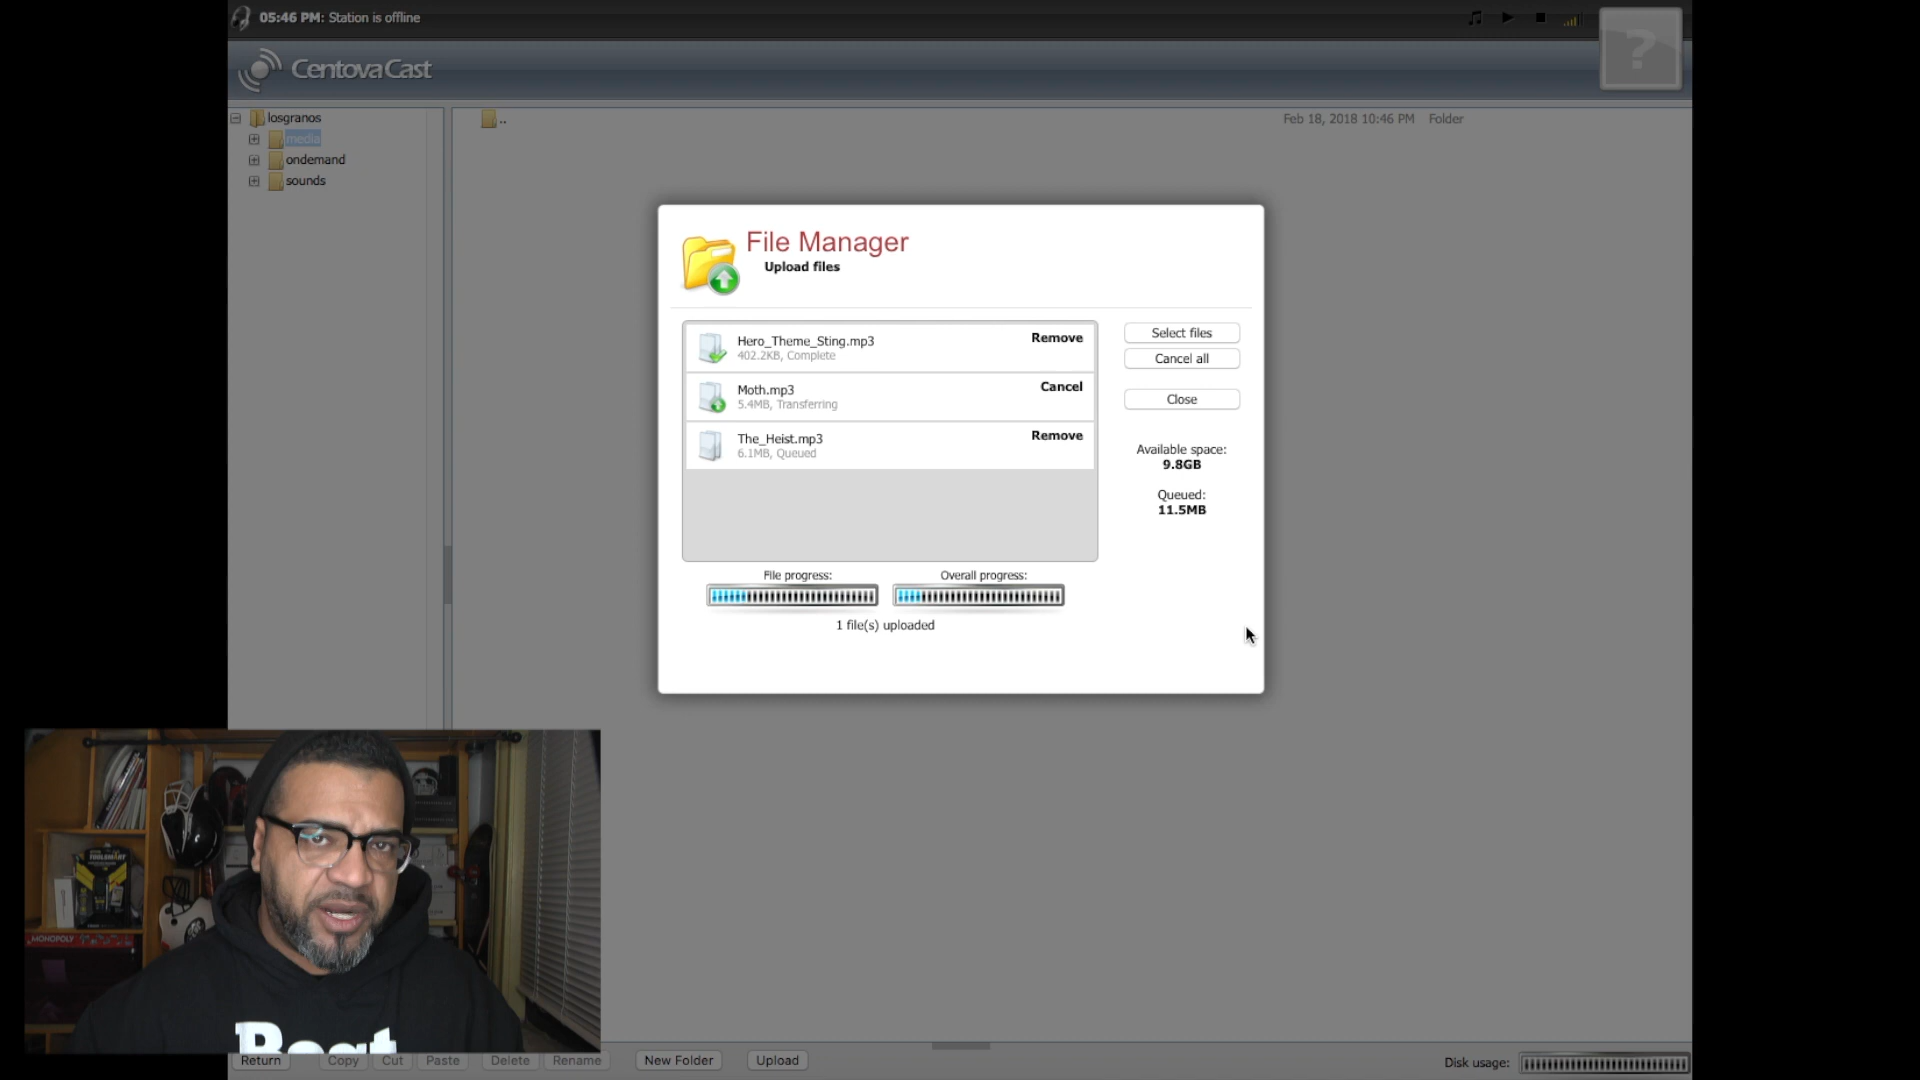 05:46 PM: Station is offline
CentovaCast
?
losgranos
media
ondemand
sounds
..
Feb 18, 2018 10:46 PM Folder
File Manager
Upload files
Hero_Theme_Sting.mp3
402.2KB, Complete
Remove
Moth.mp3
5.4MB, Transferring
Cancel
The_Heist.mp3
6.1MB, Queued
Remove
Select files
Cancel all
Close
Available space:
9.8GB
Queued:
11.5MB
File progress:
Overall progress:
1 file(s) uploaded
MONOPOLY
Beat
Return
Copy
Cut
Paste
Delete
Rename
New Folder
Upload
Disk usage: